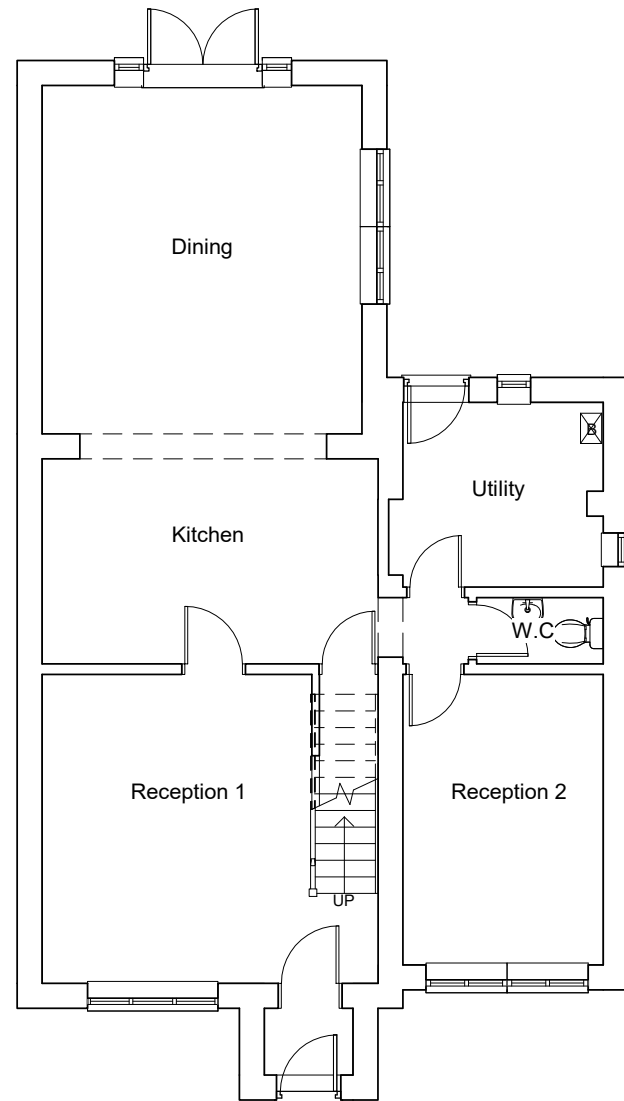 Dining
B
Utility
Kitchen
W.C
Reception 1
Reception 2
UP